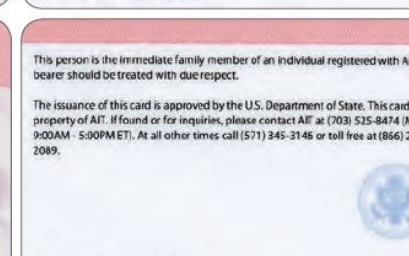 This person is the immediate family member of an individual registered with A
bearer should be treated with due respect.
The issuance of this card is approved by the U.S. Department of State. This card
property of AIT. If found or for inquiries, please contact AIT at (703) 525-8474 (M
9:00AM - 5:00PM ET). At all other times call (571) 345-3146 or toll free at (866) 2
2089.